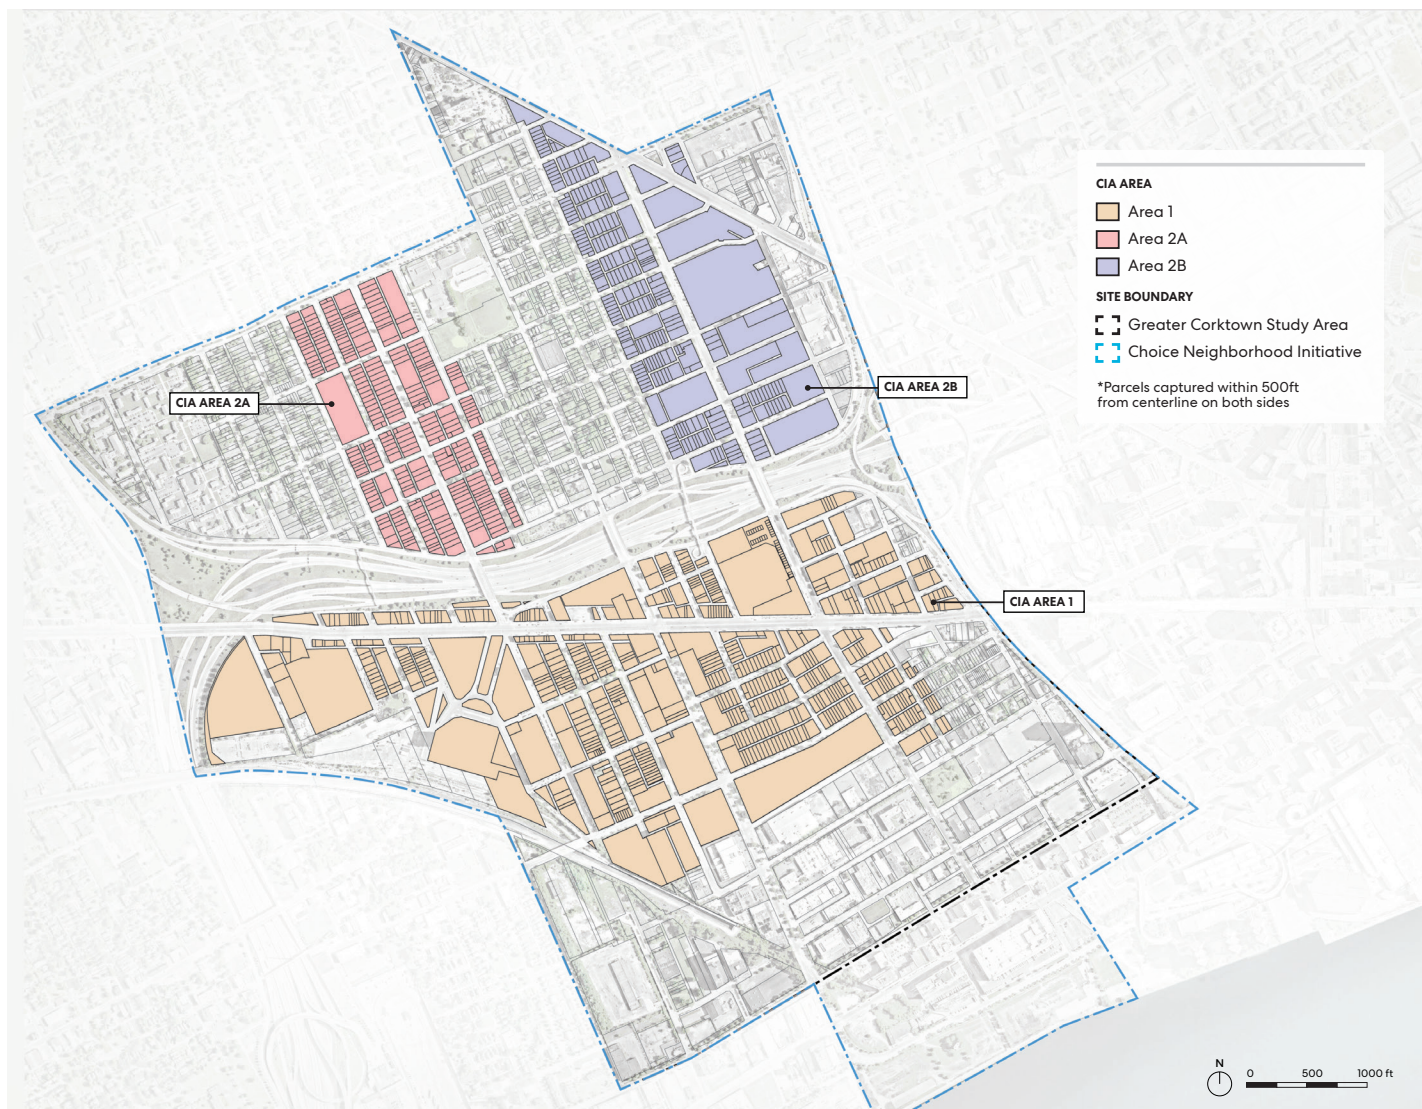 CIA AREA
Area 1
Area 2A
Area 2B
SITE BOUNDARY
Greater Corktown Study Area
Choice Neighborhood Initiative
*Parcels captured within 500ft
from centerline on both sides
CIA AREA 2A
CIA AREA 2B
CIA AREA 1
N
0 500 1000 ft